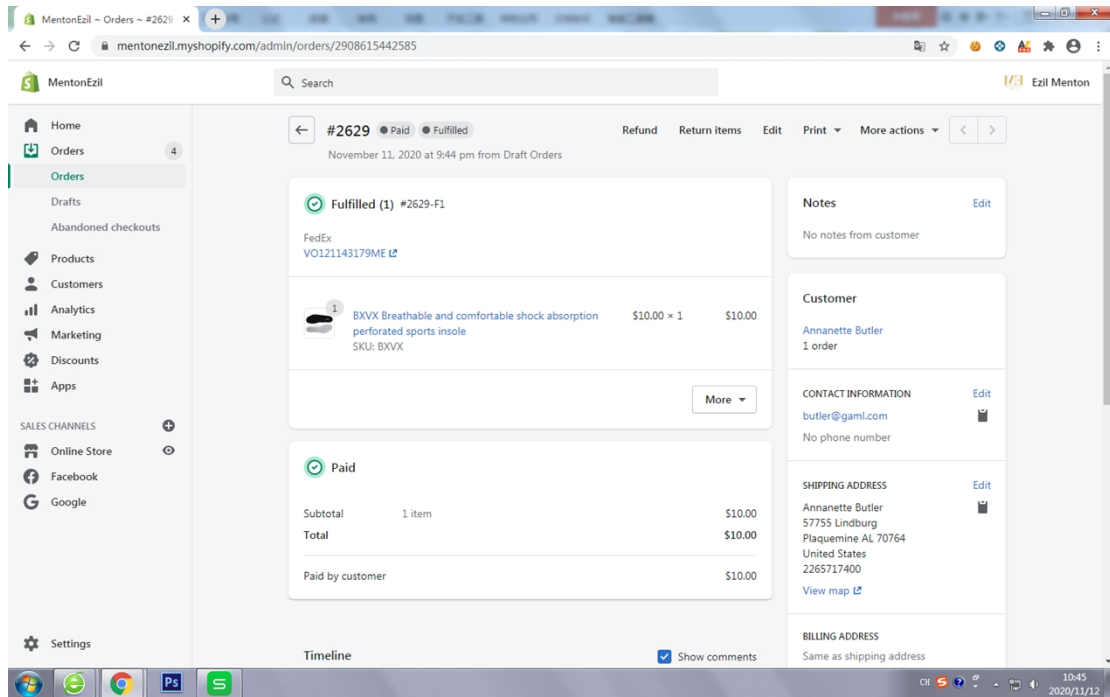 MentonEzil ~ Orders ~ #2629
mentonezil.myshopify.com/admin/orders/2908615442585
MentonEzil
Search
Ezil Menton
Home
Orders 4
Orders
Drafts
Abandoned checkouts
Products
Customers
Analytics
Marketing
Discounts
Apps
SALES CHANNELS
Online Store
Facebook
Google
Settings
#2629 Paid Fulfilled
Refund Return items Edit Print More actions
November 11, 2020 at 9:44 pm from Draft Orders
Fulfilled (1) #2629-F1
FedEx
VO121143179ME
1
BXVX Breathable and comfortable shock absorption $10.00 × 1 $10.00
perforated sports insole
SKU: BXVX
More
Paid
Subtotal 1 item $10.00
Total $10.00
Paid by customer $10.00
Timeline Show comments
Notes Edit
No notes from customer
Customer
Annanette Butler
1 order
CONTACT INFORMATION Edit
butler@gaml.com
No phone number
SHIPPING ADDRESS Edit
Annanette Butler
57755 Lindburg
Plaquemine AL 70764
United States
2265717400
View map
BILLING ADDRESS
Same as shipping address
Ps
S
CH
10:45
2020/11/12